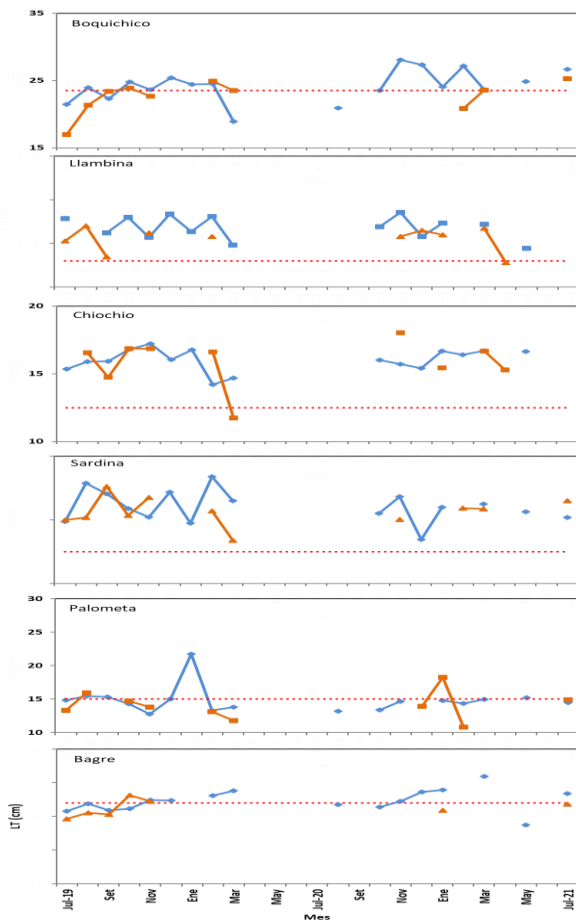 Boquichico
35
25
15
Llambina
Chiochio
20
15
10
Sardina
Palometa
30
25
20
15
10
Bagre
LT (cm)
Jul-19 Set Nov Ene Mar May Jul-20 Set Nov Ene Mar May Jul-21
Mes